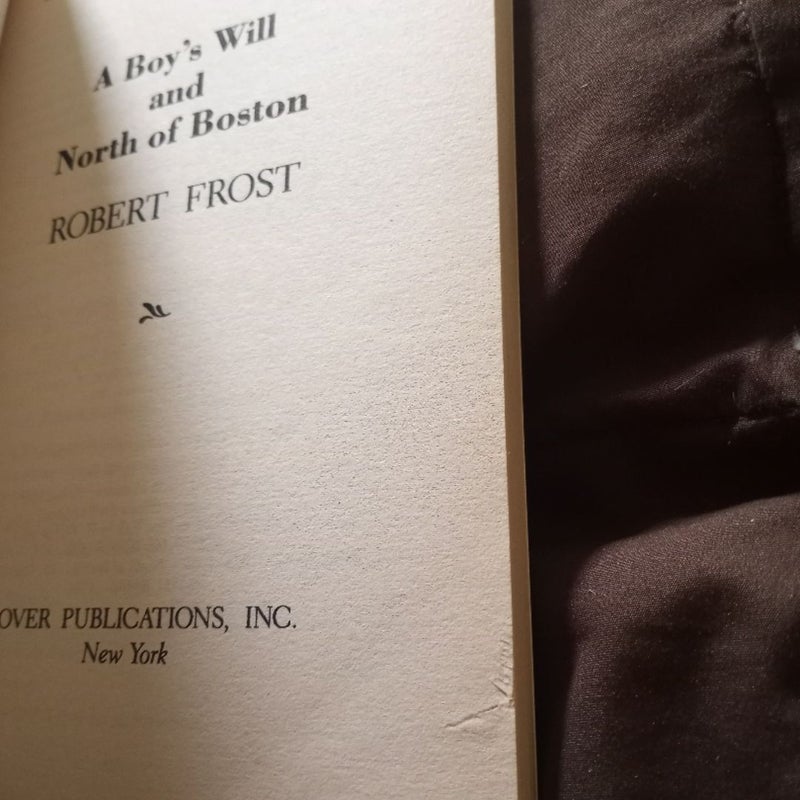 A Boy's Will
and
North of Boston
ROBERT FROST
OVER PUBLICATIONS, INC.
New York